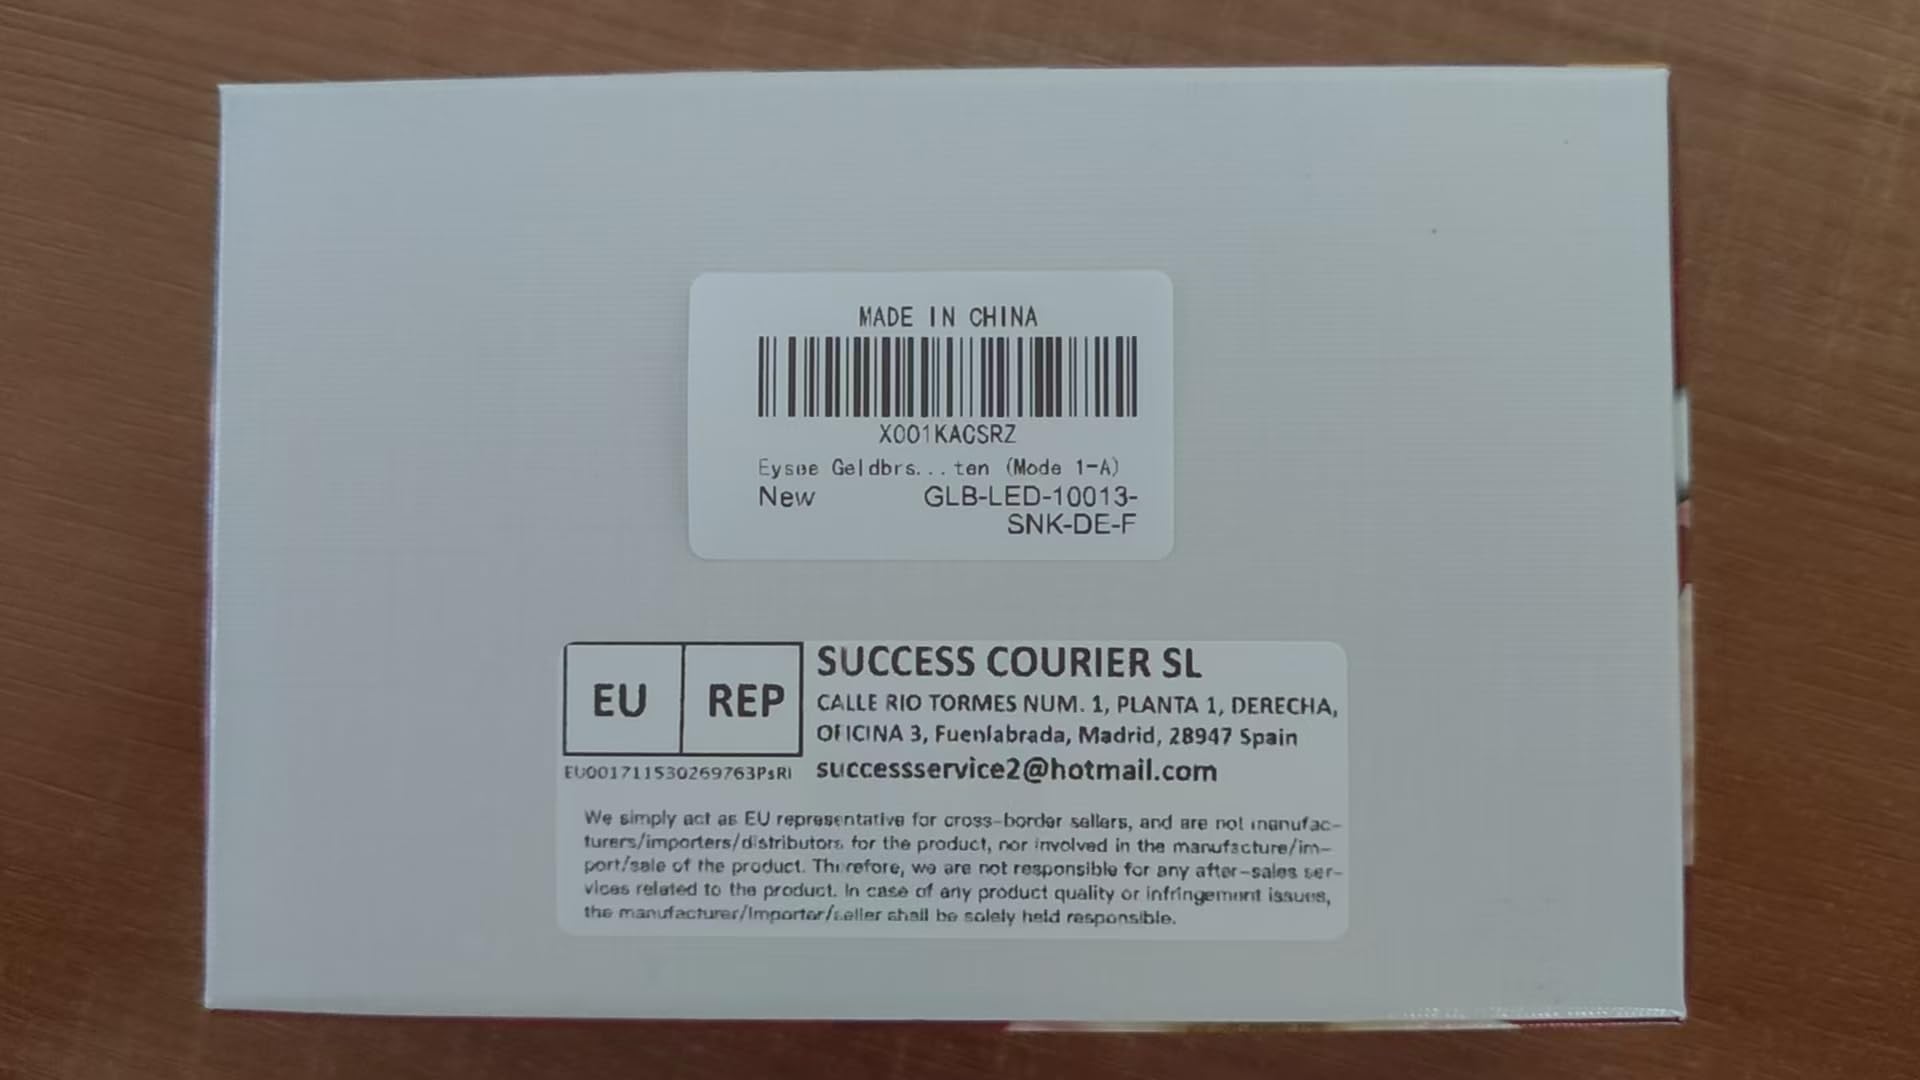 MADE IN CHINA
X001KACSRZ
Eysee Geldbrs...ten (Mode 1-A)
New GLB-LED-10013-
SNK-DE-F
EU REP
SUCCESS COURIER SL
CALLE RIO TORMES NUM. 1, PLANTA 1, DERECHA,
OFICINA 3, Fuenlabrada, Madrid, 28947 Spain
EU001711530269763PsRI
successservice2@hotmail.com
We simply act as EU representative for cross-border sellers, and are not manufac-
turers/importers/distributors for the product, nor involved in the manufacture/im-
port/sale of the product. Therefore, we are not responsible for any after-sales ser-
vices related to the product. In case of any product quality or infringement issues,
the manufacturer/importer/seller shall be solely held responsible.